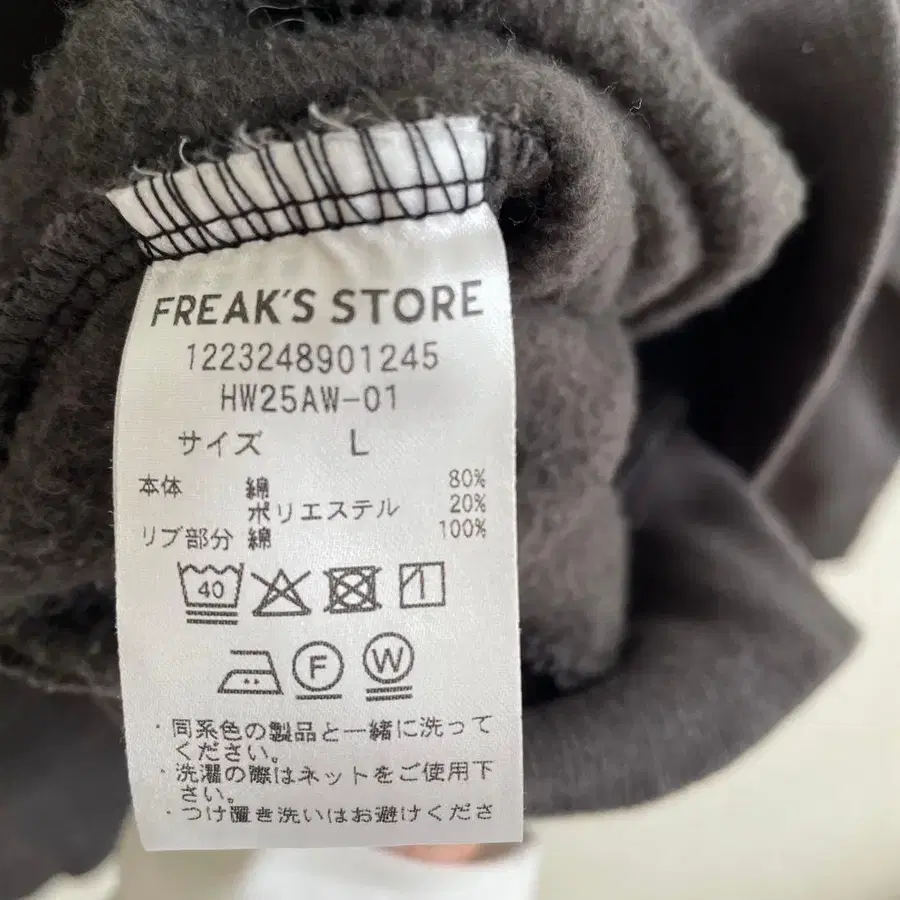 FREAK'S STORE
1223248901245
HW25AW-01
サイズ L
本体 綿 80%
ポリエステル 20%
リブ部分 綿 100%
40
F W
・同系色の製品と一緒に洗って
ください。
・洗濯の際はネットをご使用下
さい。
・つけ置き洗いはお避けくださ